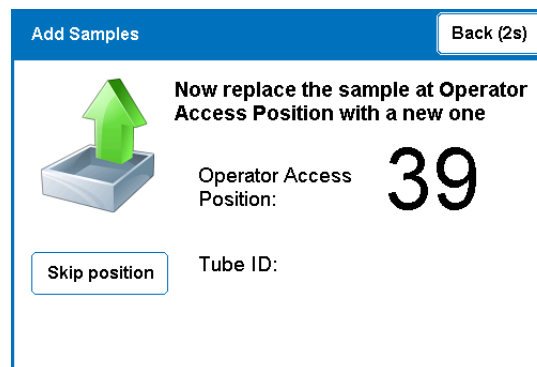 Add Samples
Back (2s)
Now replace the sample at Operator
Access Position with a new one
Operator Access
Position:
39
Skip position
Tube ID: